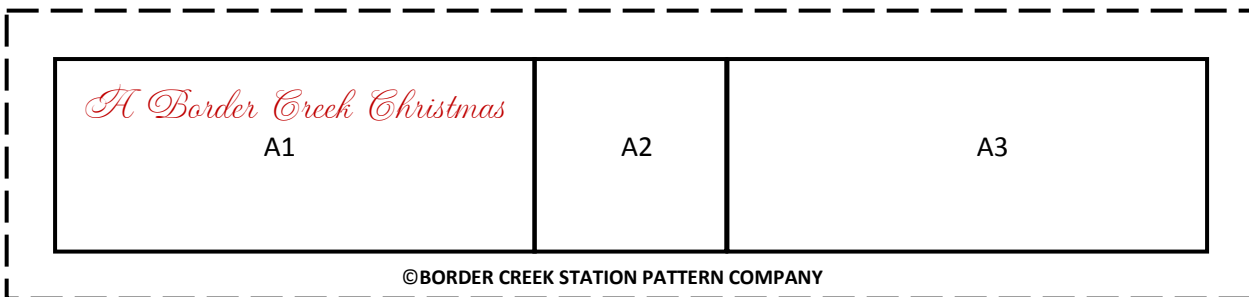 A Border Creek Christmas
A1
A2
A3
©BORDER CREEK STATION PATTERN COMPANY